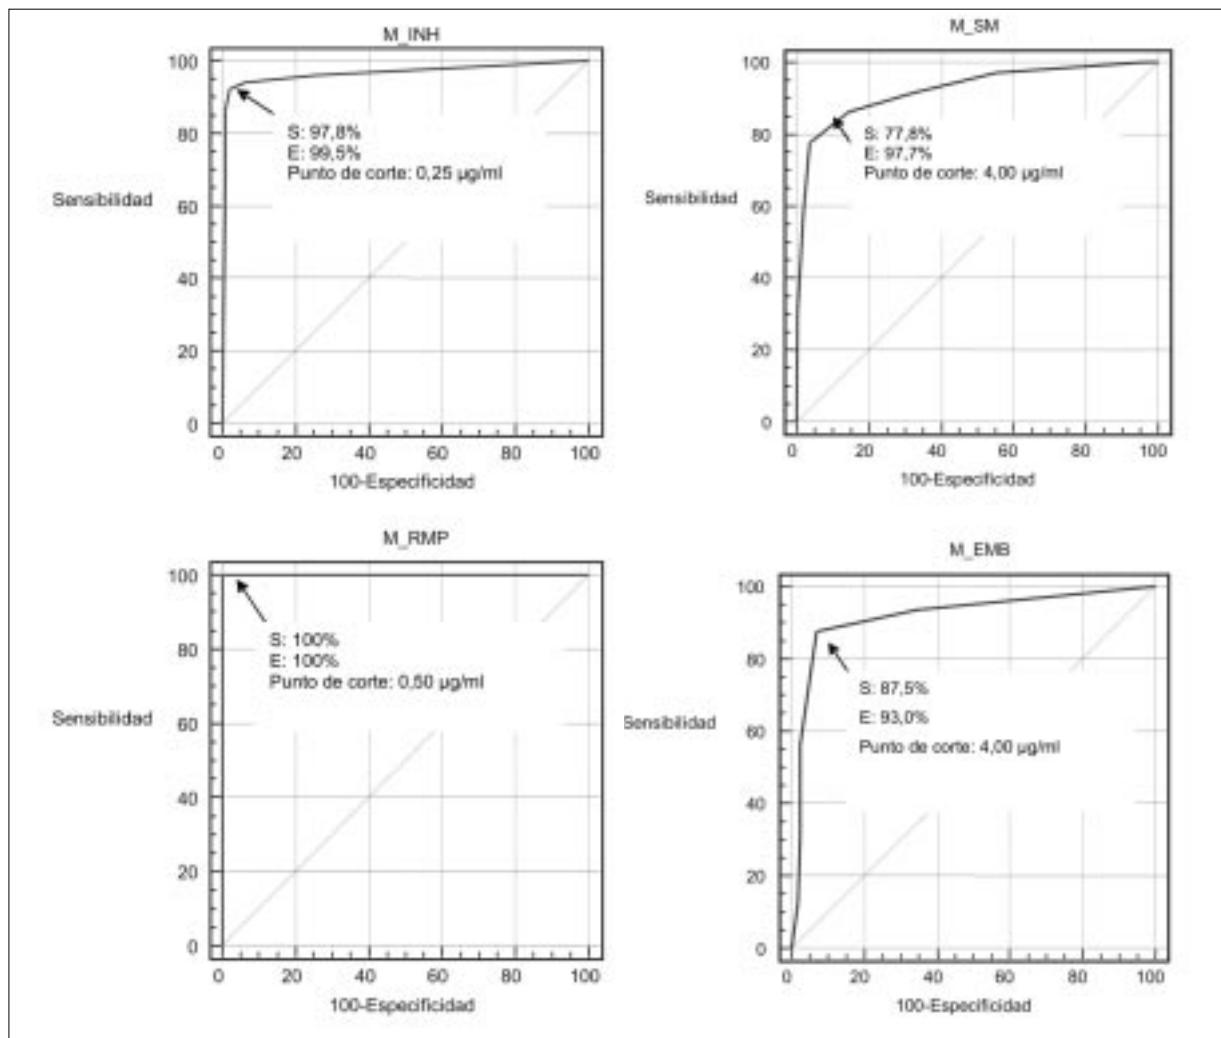 M_INH
100
80
60
40
20
0
Sensibilidad
S: 97,8%
E: 99,5%
Punto de corte: 0,25 µg/ml
0 20 40 60 80 100
100-Especificidad
M_SM
100
80
60
40
20
0
Sensibilidad
S: 77,8%
E: 97,7%
Punto de corte: 4,00 µg/ml
0 20 40 60 80 100
100-Especificidad
M_RMP
100
80
60
40
20
0
Sensibilidad
S: 100%
E: 100%
Punto de corte: 0,50 µg/ml
0 20 40 60 80 100
100-Especificidad
M_EMB
100
80
60
40
20
0
Sensibilidad
S: 87,5%
E: 93,0%
Punto de corte: 4,00 µg/ml
0 20 40 60 80 100
100-Especificidad